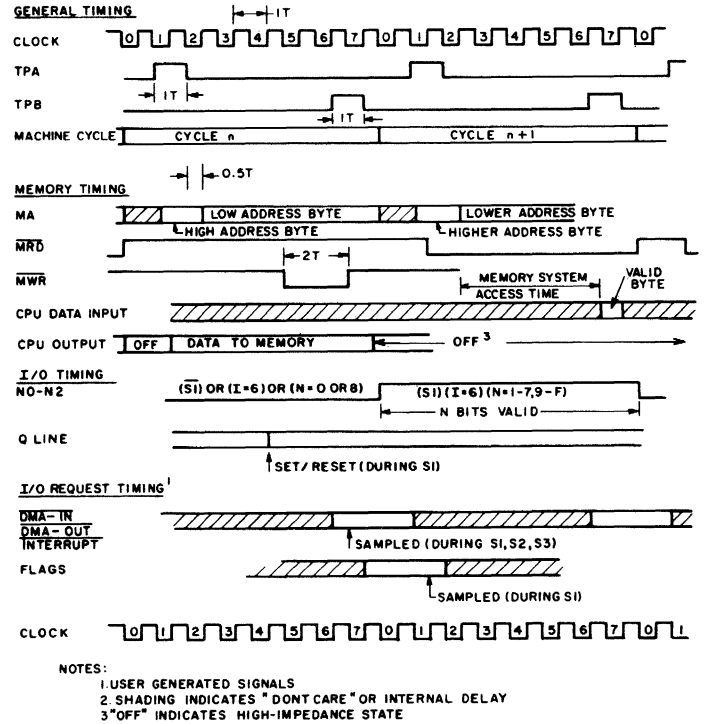 GENERAL TIMING
1T
CLOCK 0 1 2 3 4 5 6 7 0 1 2 3 4 5 6 7 0
TPA
1T
TPB
1T
MACHINE CYCLE CYCLE n CYCLE n+1
0.5T
MEMORY TIMING
MA LOW ADDRESS BYTE LOWER ADDRESS BYTE
HIGH ADDRESS BYTE HIGHER ADDRESS BYTE
MRD
2T
MWR MEMORY SYSTEM ACCESS TIME VALID BYTE
CPU DATA INPUT
CPU OUTPUT OFF DATA TO MEMORY OFF 3
I/O TIMING
N0-N2 (S1) OR (I=6) OR (N=0 OR 8) (S1)(I=6)(N=1-7,9-F)
N BITS VALID
Q LINE
SET/RESET (DURING S1)
I/O REQUEST TIMING 1
DMA-IN
DMA-OUT
INTERRUPT SAMPLED (DURING S1,S2,S3)
FLAGS
SAMPLED (DURING S1)
CLOCK 0 1 2 3 4 5 6 7 0 1 2 3 4 5 6 7 0 1
NOTES:
1. USER GENERATED SIGNALS
2. SHADING INDICATES "DONT CARE" OR INTERNAL DELAY
3 "OFF" INDICATES HIGH-IMPEDANCE STATE